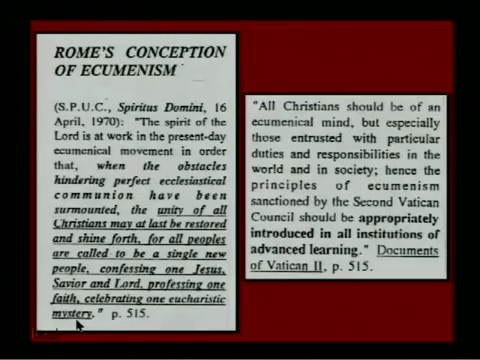 ROME'S CONCEPTION
OF ECUMENISM
(S.P.U.C., Spiritus Domini, 16
April, 1970): "The spirit of the
Lord is at work in the present-day
ecumenical movement in order
that, when the obstacles
hindering perfect ecclesiastical
communion have been
surmounted, the unity of all
Christians may at last be restored
and shine forth, for all peoples
are called to be a single new
people, confessing one Jesus,
Savior and Lord, professing one
faith, celebrating one eucharistic
mystery." p. 515.
"All Christians should be of an
ecumenical mind, but especially
those entrusted with particular
duties and responsibilities in the
world and in society; hence the
principles of ecumenism
sanctioned by the Second Vatican
Council should be appropriately
introduced in all institutions of
advanced learning." Documents
of Vatican II, p. 515.